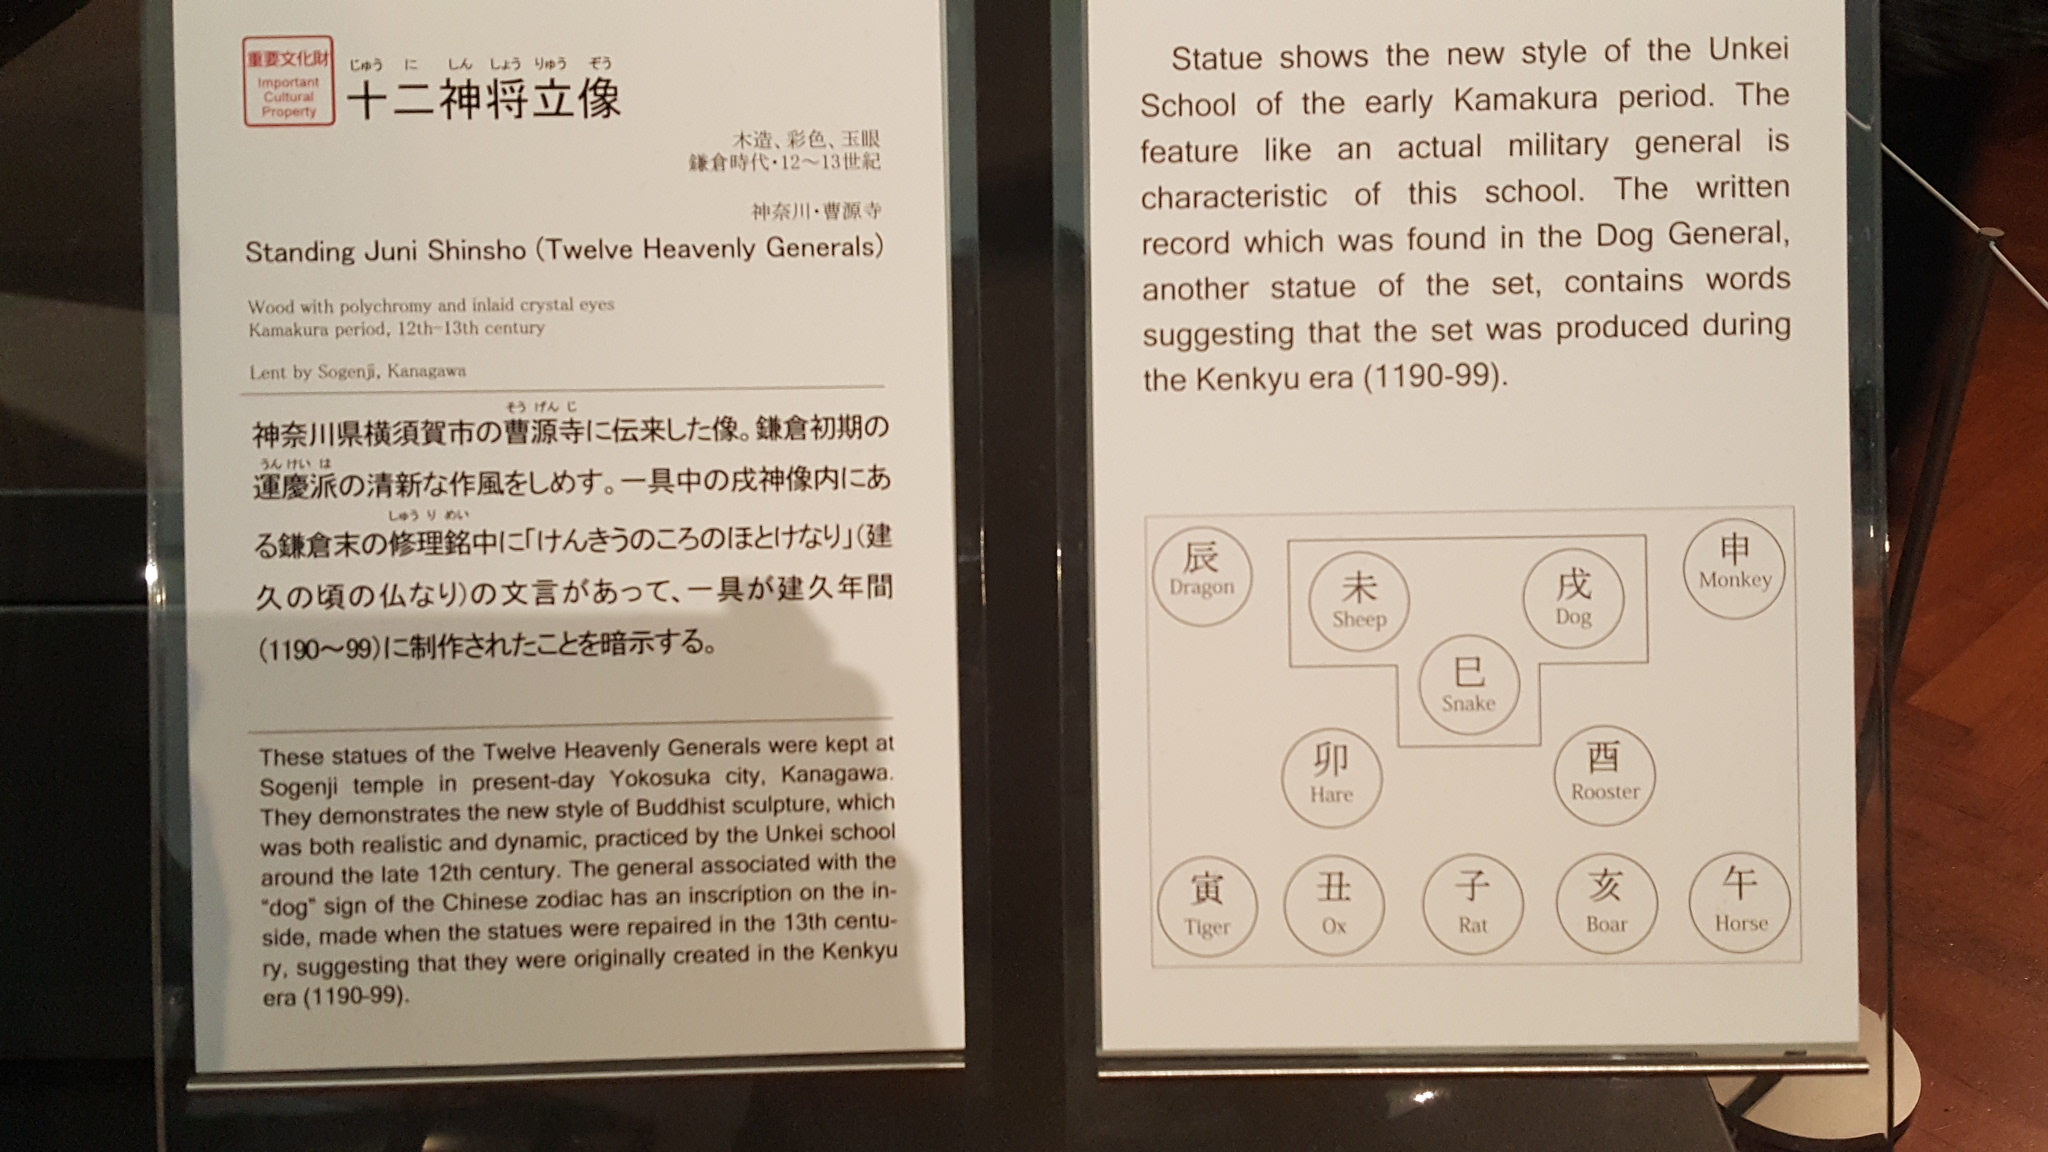 重要文化財
Important
Cultural
Property
じゅう に しん しょう りゅう ぞう
十二神将立像
木造、彩色、玉眼
鎌倉時代・12〜13世紀
神奈川・曹源寺
Standing Juni Shinsho (Twelve Heavenly Generals)
Wood with polychromy and inlaid crystal eyes
Kamakura period, 12th-13th century
Lent by Sogenji, Kanagawa
そう げん じ
神奈川県横須賀市の曹源寺に伝来した像。鎌倉初期の
うん けい は
運慶派の清新な作風をしめす。一具中の戌神像内にあ
しゅう り めい
る鎌倉末の修理銘中に「けんきうのころのほとけなり」(建
久の頃の仏なり)の文言があって、一具が建久年間
(1190〜99)に制作されたことを暗示する。
These statues of the Twelve Heavenly Generals were kept at
Sogenji temple in present-day Yokosuka city, Kanagawa.
They demonstrates the new style of Buddhist sculpture, which
was both realistic and dynamic, practiced by the Unkei school
around the late 12th century. The general associated with the
“dog” sign of the Chinese zodiac has an inscription on the in-
side, made when the statues were repaired in the 13th centu-
ry, suggesting that they were originally created in the Kenkyu
era (1190-99).
Statue shows the new style of the Unkei
School of the early Kamakura period. The
feature like an actual military general is
characteristic of this school. The written
record which was found in the Dog General,
another statue of the set, contains words
suggesting that the set was produced during
the Kenkyu era (1190-99).
辰
Dragon
未
Sheep
戌
Dog
申
Monkey
巳
Snake
卯
Hare
酉
Rooster
寅
Tiger
丑
Ox
子
Rat
亥
Boar
午
Horse